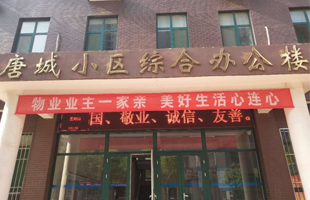 唐城小区综合办公楼
物业业主一家亲 美好生活心连心
国、敬业、诚信、友善。